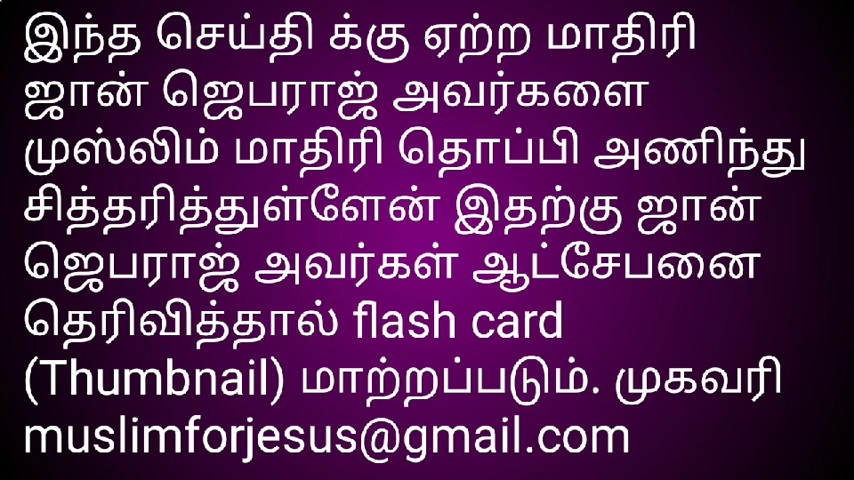 இந்த செய்தி க்கு ஏற்ற மாதிரி
ஜான் ஜெபராஜ் அவர்களை
முஸ்லிம் மாதிரி தொப்பி அணிந்து
சித்தரித்துள்ளேன் இதற்கு ஜான்
ஜெபராஜ் அவர்கள் ஆட்சேபனை
தெரிவித்தால் flash card
(Thumbnail) மாற்றப்படும். முகவரி
muslimforjesus@gmail.com